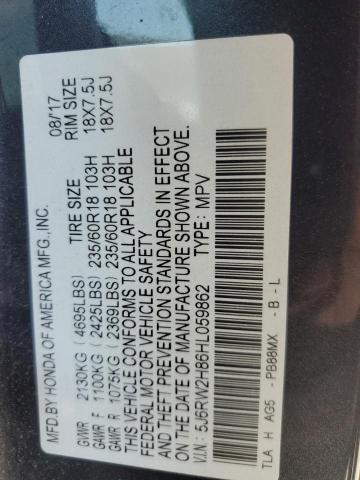 MFD.BY HONDA OF AMERICA MFG.,INC. 08/17
TIRE SIZE RIM SIZE
GVWR 2130KG ( 4695LBS)
GAWR F 1100KG ( 2425LBS) 235/60R18 103H 18X7.5J
GAWR R 1075KG ( 2369LBS) 235/60R18 103H 18X7.5J
THIS VEHICLE CONFORMS TO ALL APPLICABLE
FEDERAL MOTOR VEHICLE SAFETY
AND THEFT PREVENTION STANDARDS IN EFFECT
ON THE DATE OF MANUFACTURE SHOWN ABOVE.
V.I.N.: 5J6RW2H86HL059862 TYPE: MPV
TLA H AG5 - PB88MX - B - L